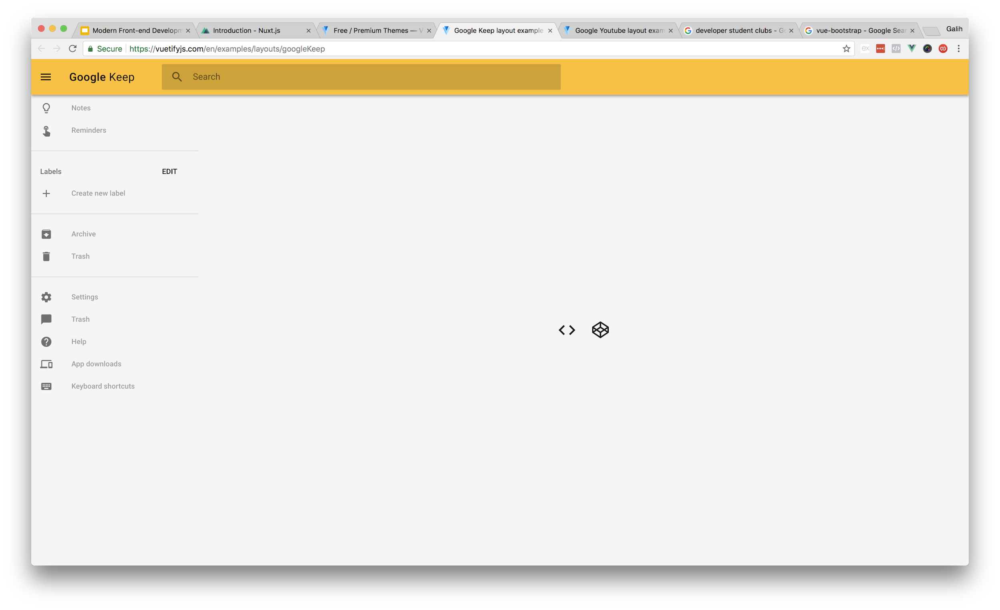 Modern Front-end Developm
Introduction - Nuxt.js
Free / Premium Themes — V
Google Keep layout example
Google Youtube layout exam
developer student clubs - Go
vue-bootstrap - Google Sear
Galih
Secure https://vuetifyjs.com/en/examples/layouts/googleKeep
ex
Google Keep
Search
Notes
Reminders
Labels EDIT
Create new label
Archive
Trash
Settings
Trash
Help
App downloads
Keyboard shortcuts